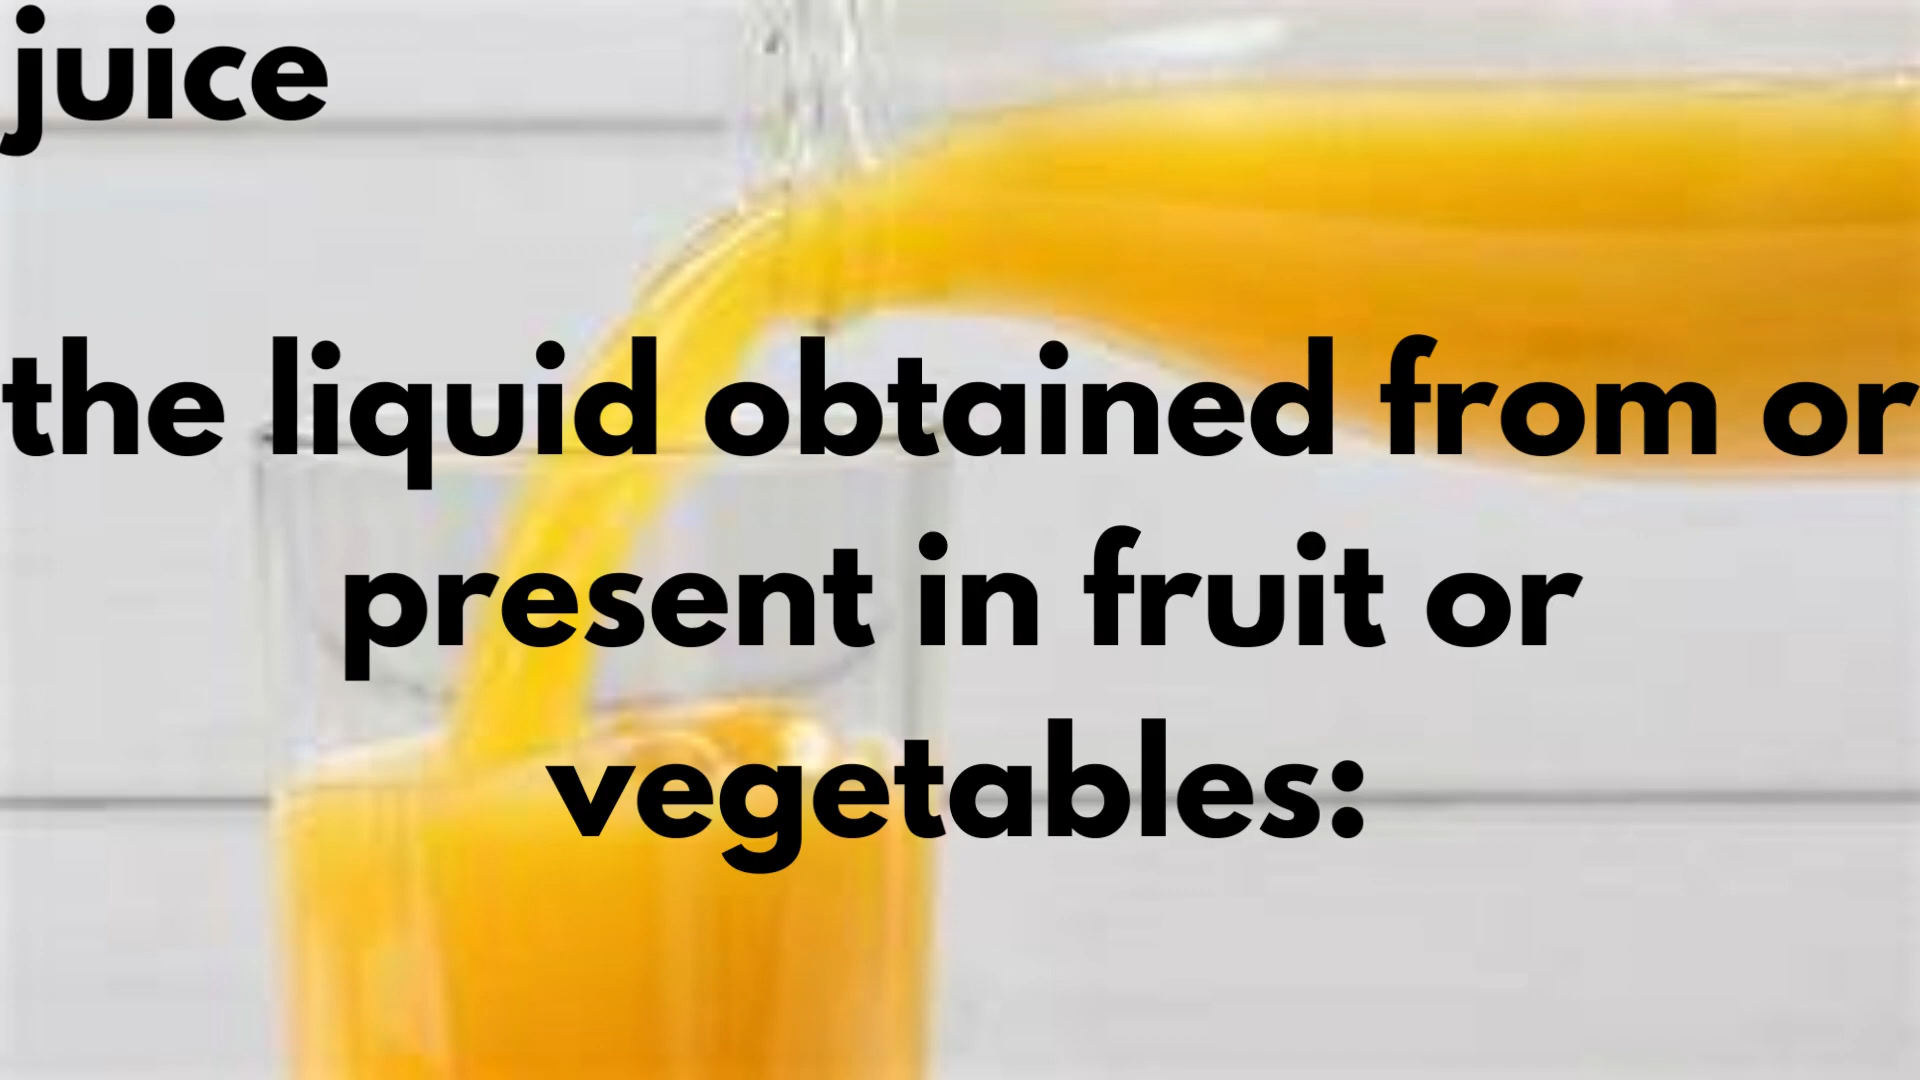 juice
the liquid obtained from or
present in fruit or
vegetables: